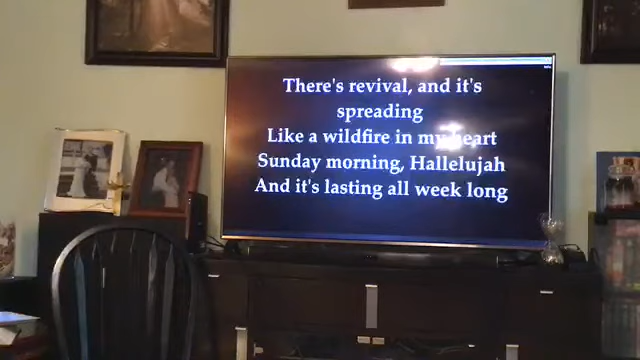 There's revival, and it's
spreading
Like a wildfire in my heart
Sunday morning, Hallelujah
And it's lasting all week long